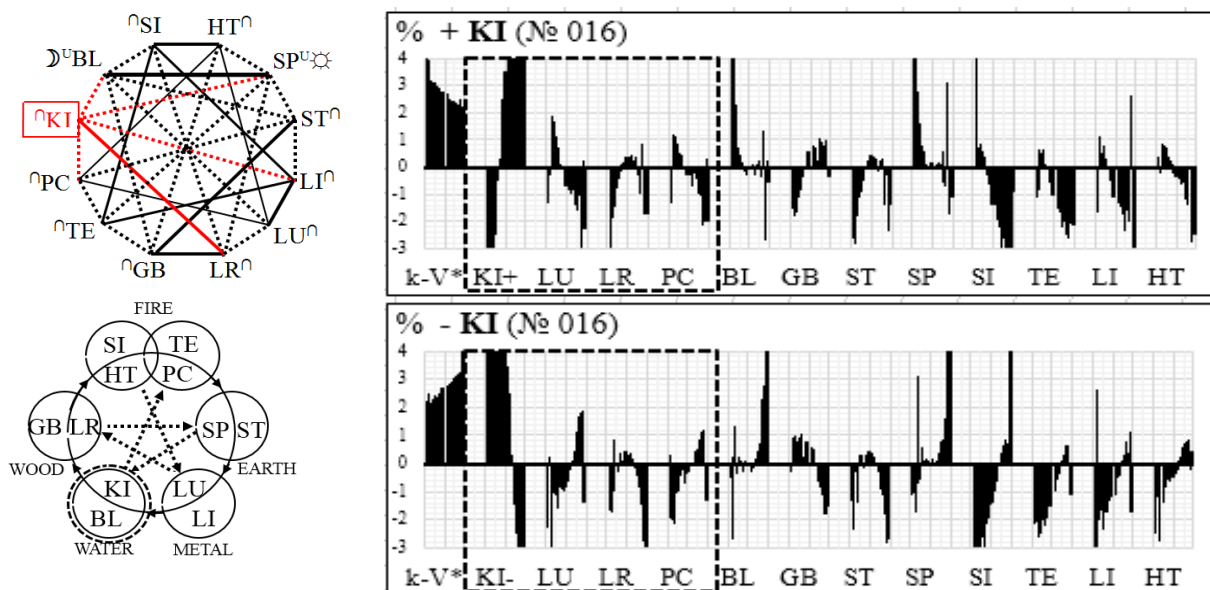 ∩SI HT∩
☽∪BL SP∪☼
∩KI ST∩
∩PC LI∩
∩TE LU∩
∩GB LR∩
FIRE
SI TE
HT PC
GB LR SP ST
WOOD EARTH
KI LU
BL LI
WATER METAL
% + KI (№ 016)
4
3
2
1
0
-1
-2
-3
k-V* KI+ LU LR PC BL GB ST SP SI TE LI HT
% - KI (№ 016)
4
3
2
1
0
-1
-2
-3
k-V* KI- LU LR PC BL GB ST SP SI TE LI HT